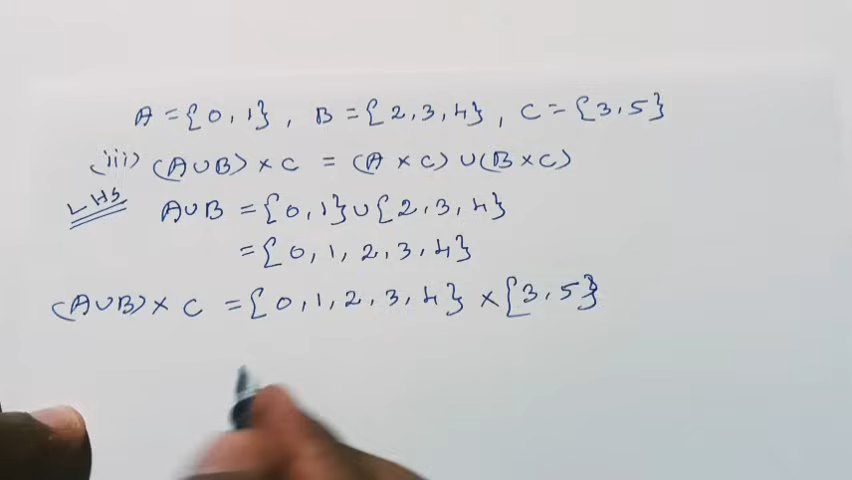 A = {0, 1}, B = {2, 3, 4}, C = {3, 5}
(iii) (A∪B) × C = (A × C) ∪ (B × C)
LHS A∪B = {0, 1} ∪ {2, 3, 4}
= {0, 1, 2, 3, 4}
(A∪B) × C = {0, 1, 2, 3, 4} × {3, 5}